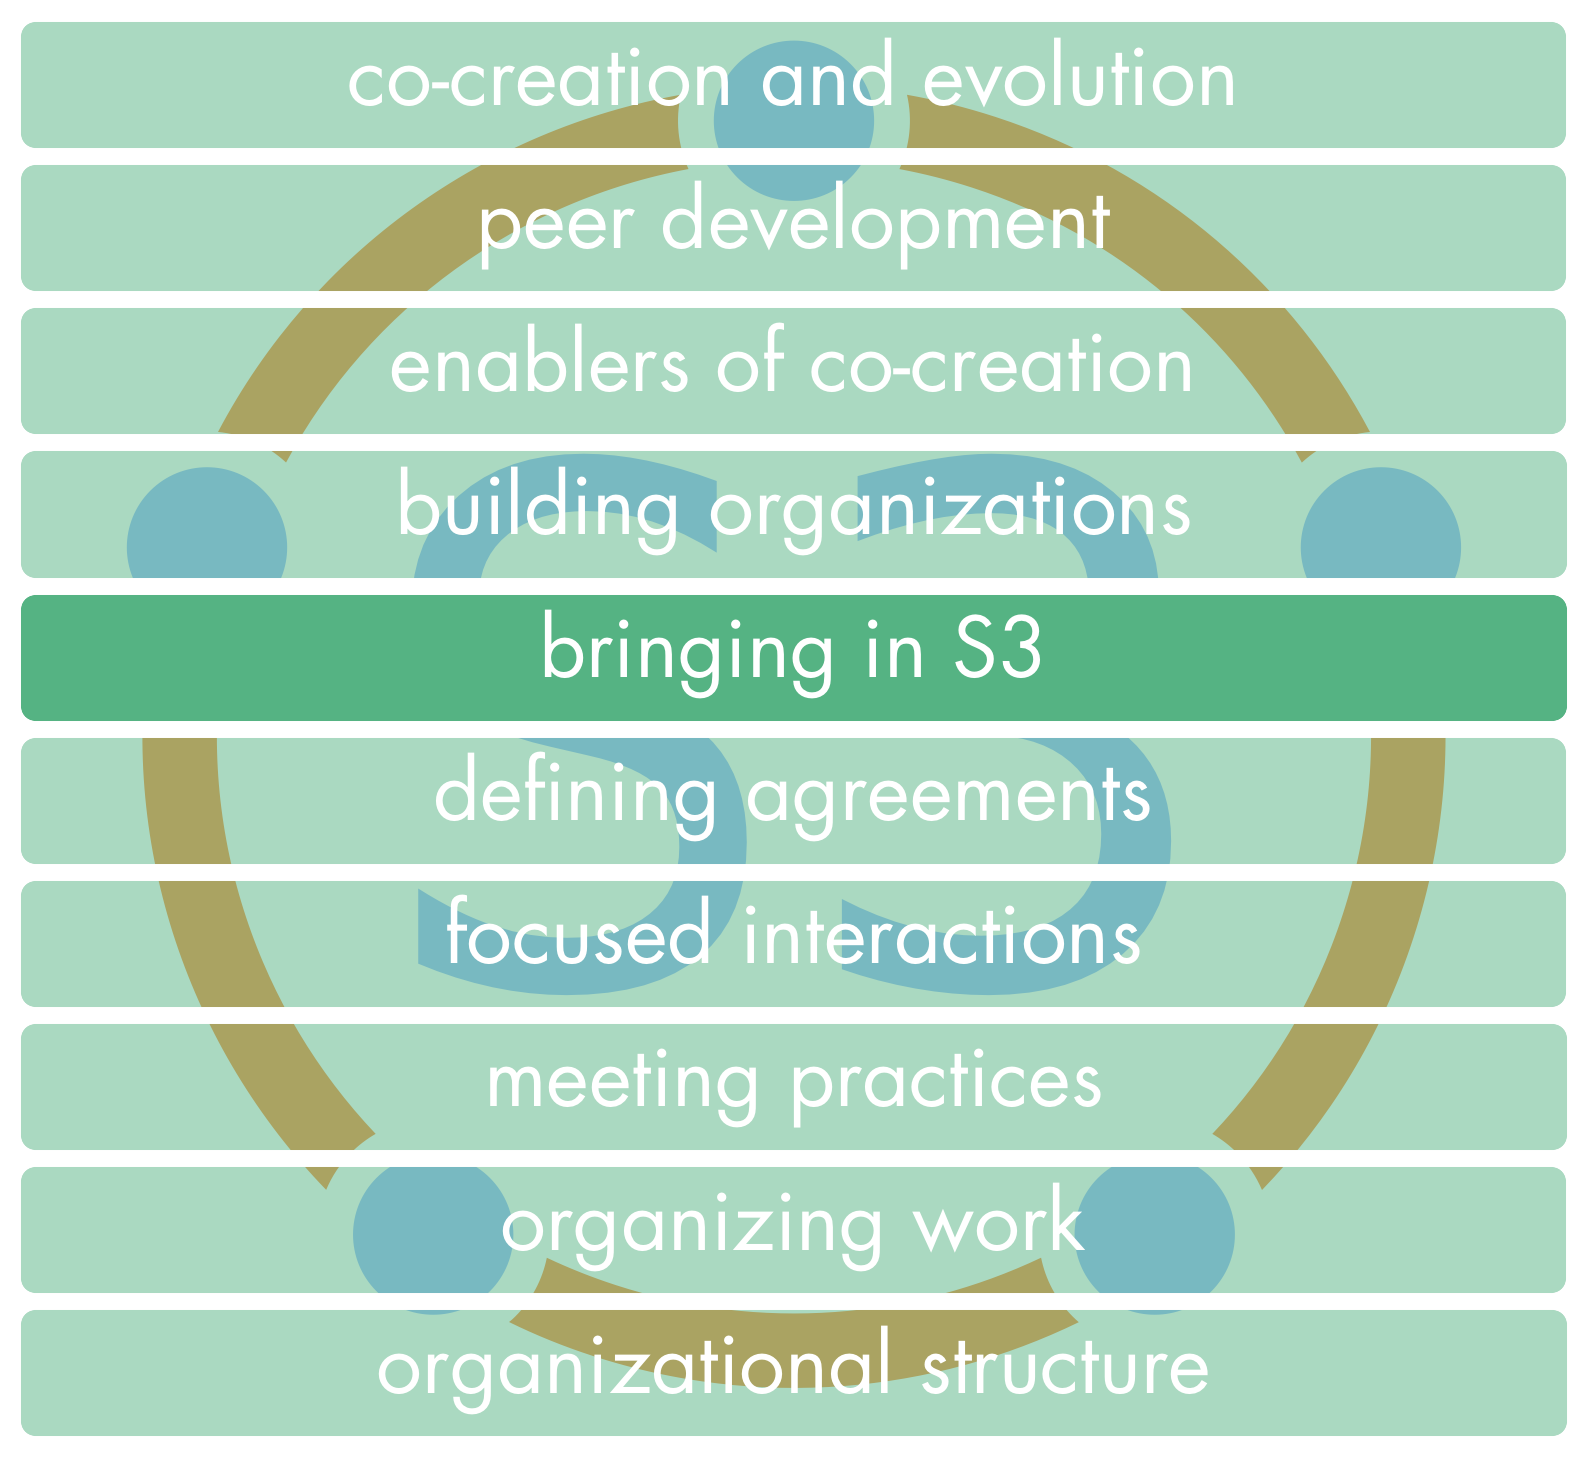 co-creation and evolution
peer development
enablers of co-creation
building organizations
bringing in S3
defining agreements
focused interactions
meeting practices
organizing work
organizational structure